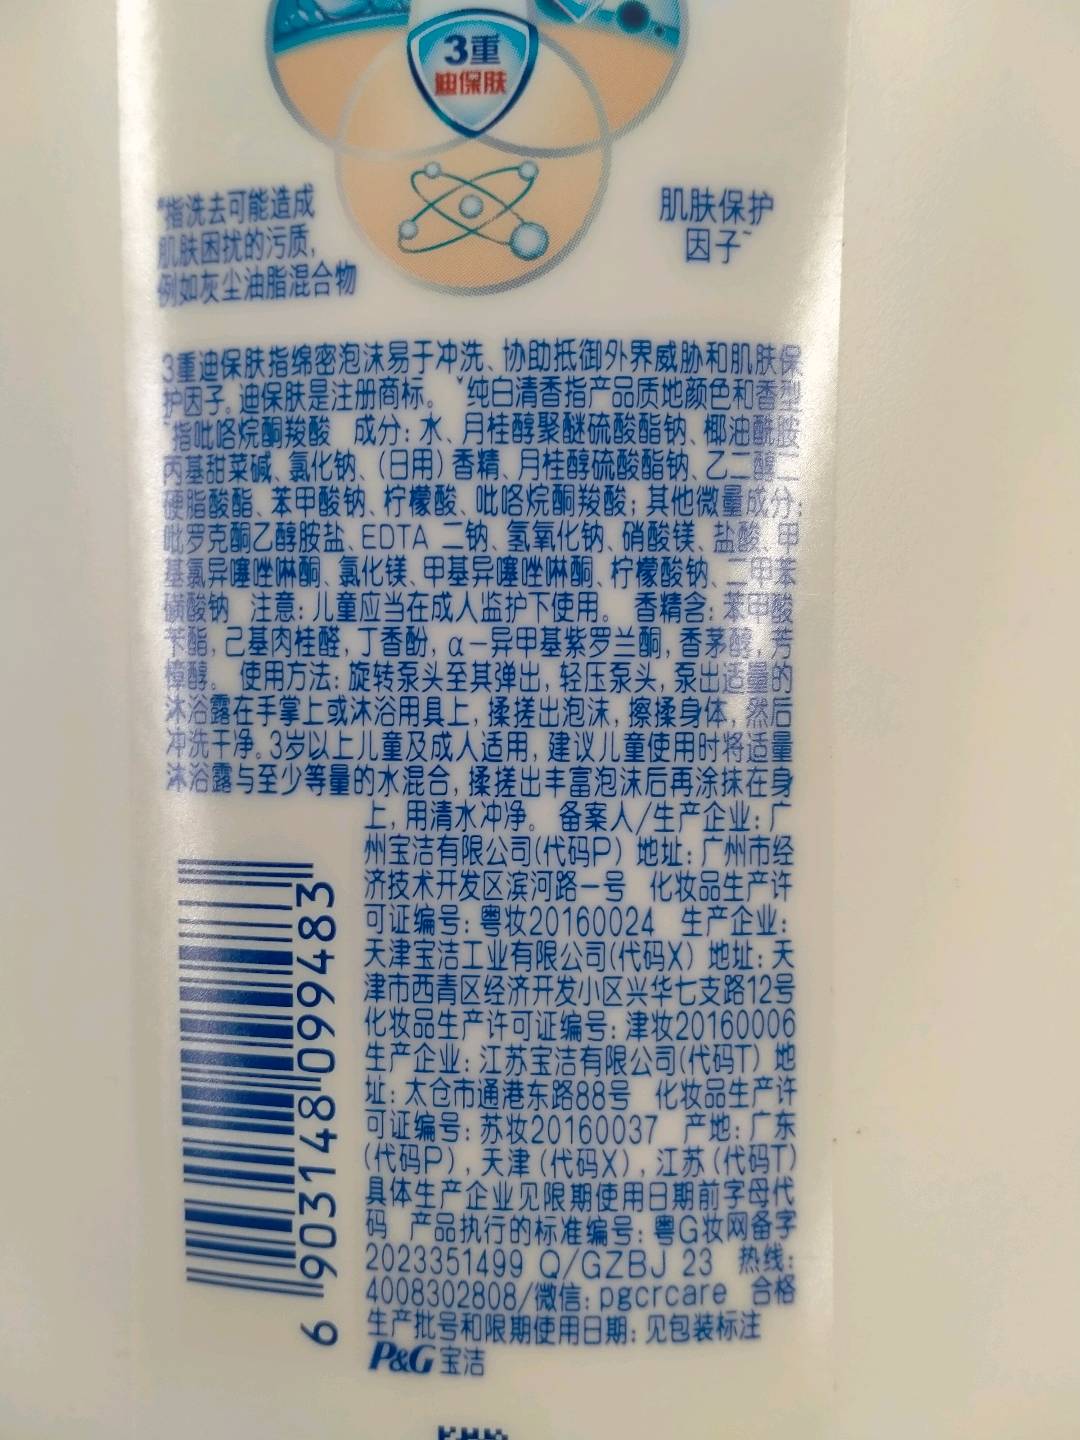 3重
迪保肤
*指洗去可能造成
肌肤困扰的污质,
例如灰尘油脂混合物
肌肤保护
因子~
3重迪保肤指绵密泡沫易于冲洗、协助抵御外界威胁和肌肤保
护因子。迪保肤是注册商标。 ˇ纯白清香指产品质地颜色和香型
~指吡咯烷酮羧酸 成分: 水、月桂醇聚醚硫酸酯钠、椰油酰胺
丙基甜菜碱、氯化钠、(日用) 香精、月桂醇硫酸酯钠、乙二醇二
硬脂酸酯、苯甲酸钠、柠檬酸、吡咯烷酮羧酸; 其他微量成分:
吡罗克酮乙醇胺盐、EDTA 二钠、氢氧化钠、硝酸镁、盐酸、甲
基氯异噻唑啉酮、氯化镁、甲基异噻唑啉酮、柠檬酸钠、二甲苯
磺酸钠 注意: 儿童应当在成人监护下使用。 香精含: 苯甲酸
苄酯, 己基肉桂醛, 丁香酚, α-异甲基紫罗兰酮, 香茅醇, 芳
樟醇。 使用方法: 旋转泵头至其弹出, 轻压泵头, 泵出适量的
沐浴露在手掌上或沐浴用具上, 揉搓出泡沫, 擦揉身体, 然后
冲洗干净。3岁以上儿童及成人适用, 建议儿童使用时将适量
沐浴露与至少等量的水混合, 揉搓出丰富泡沫后再涂抹在身
上, 用清水冲净。 备案人/生产企业: 广
州宝洁有限公司(代码P) 地址: 广州市经
济技术开发区滨河路一号 化妆品生产许
可证编号: 粤妆20160024 生产企业:
天津宝洁工业有限公司(代码X) 地址: 天
津市西青区经济开发小区兴华七支路12号
化妆品生产许可证编号: 津妆20160006
生产企业: 江苏宝洁有限公司(代码T) 地
址: 太仓市通港东路88号 化妆品生产许
可证编号: 苏妆20160037 产地: 广东
(代码P), 天津 (代码X), 江苏 (代码T)
具体生产企业见限期使用日期前字母代
码 产品执行的标准编号: 粤G妆网备字
2023351499 Q/GZBJ 23 热线:
4008302808/微信: pgcrcare 合格
生产批号和限期使用日期: 见包装标注
P&G 宝洁
6 903148 099483